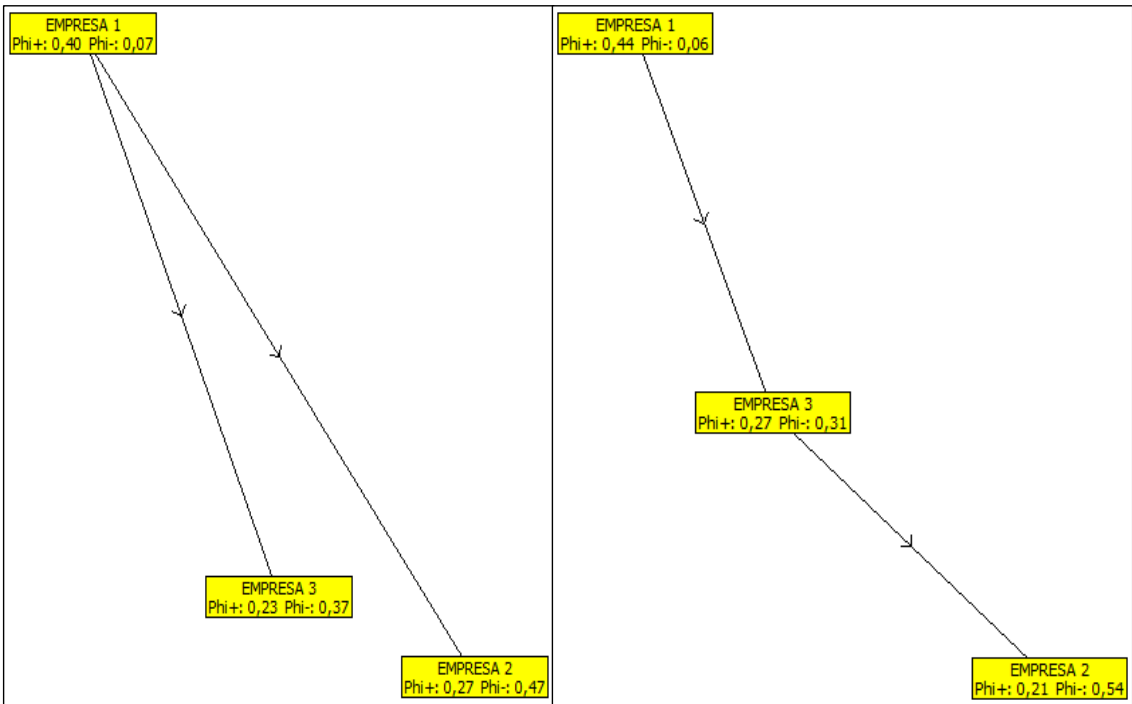 EMPRESA 1
Phi+: 0,40 Phi-: 0,07
EMPRESA 3
Phi+: 0,23 Phi-: 0,37
EMPRESA 2
Phi+: 0,27 Phi-: 0,47
EMPRESA 1
Phi+: 0,44 Phi-: 0,06
EMPRESA 3
Phi+: 0,27 Phi-: 0,31
EMPRESA 2
Phi+: 0,21 Phi-: 0,54